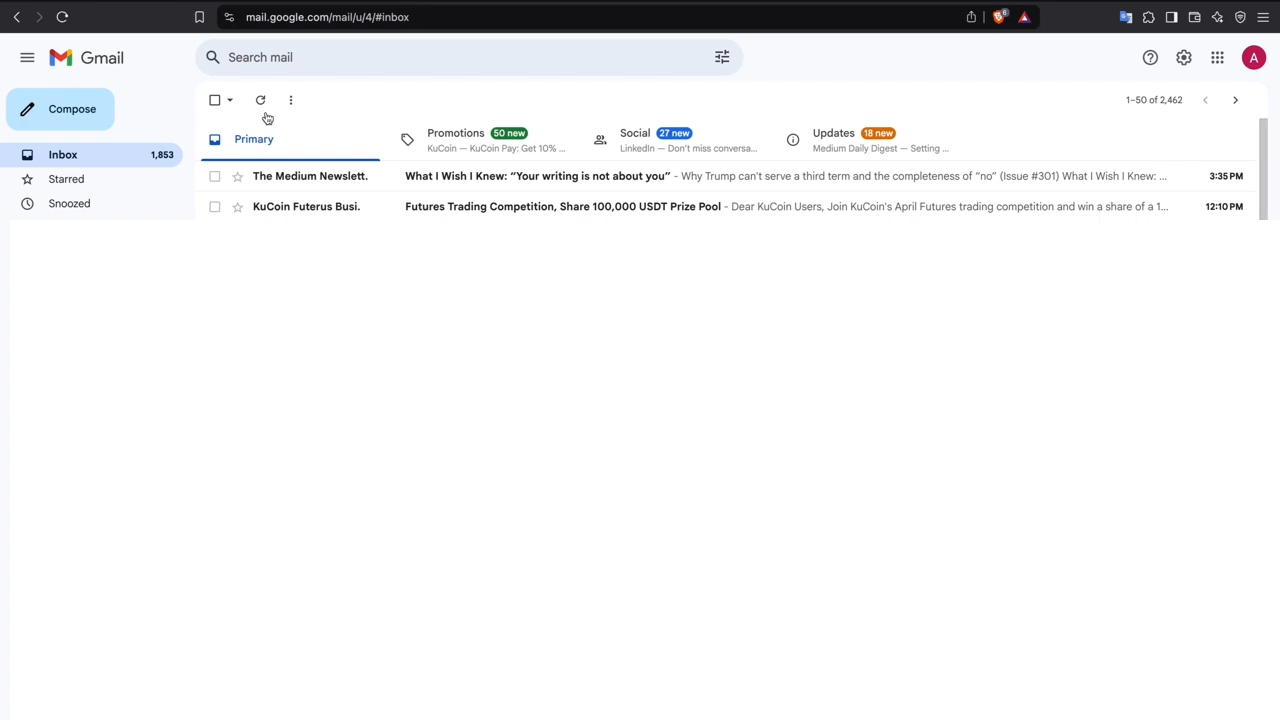 mail.google.com/mail/u/4/#inbox
6
Gmail
Search mail
A
Compose
1–50 of 2,462
Primary
Promotions 50 new
KuCoin — KuCoin Pay: Get 10% ...
Social 27 new
LinkedIn — Don't miss conversa...
Updates 18 new
Medium Daily Digest — Setting ...
Inbox 1,853
The Medium Newslett. What I Wish I Knew: “Your writing is not about you” - Why Trump can't serve a third term and the completeness of “no” (Issue #301) What I Wish I Knew: ... 3:35 PM
Starred
Snoozed
KuCoin Futerus Busi. Futures Trading Competition, Share 100,000 USDT Prize Pool - Dear KuCoin Users, Join KuCoin's April Futures trading competition and win a share of a 1... 12:10 PM